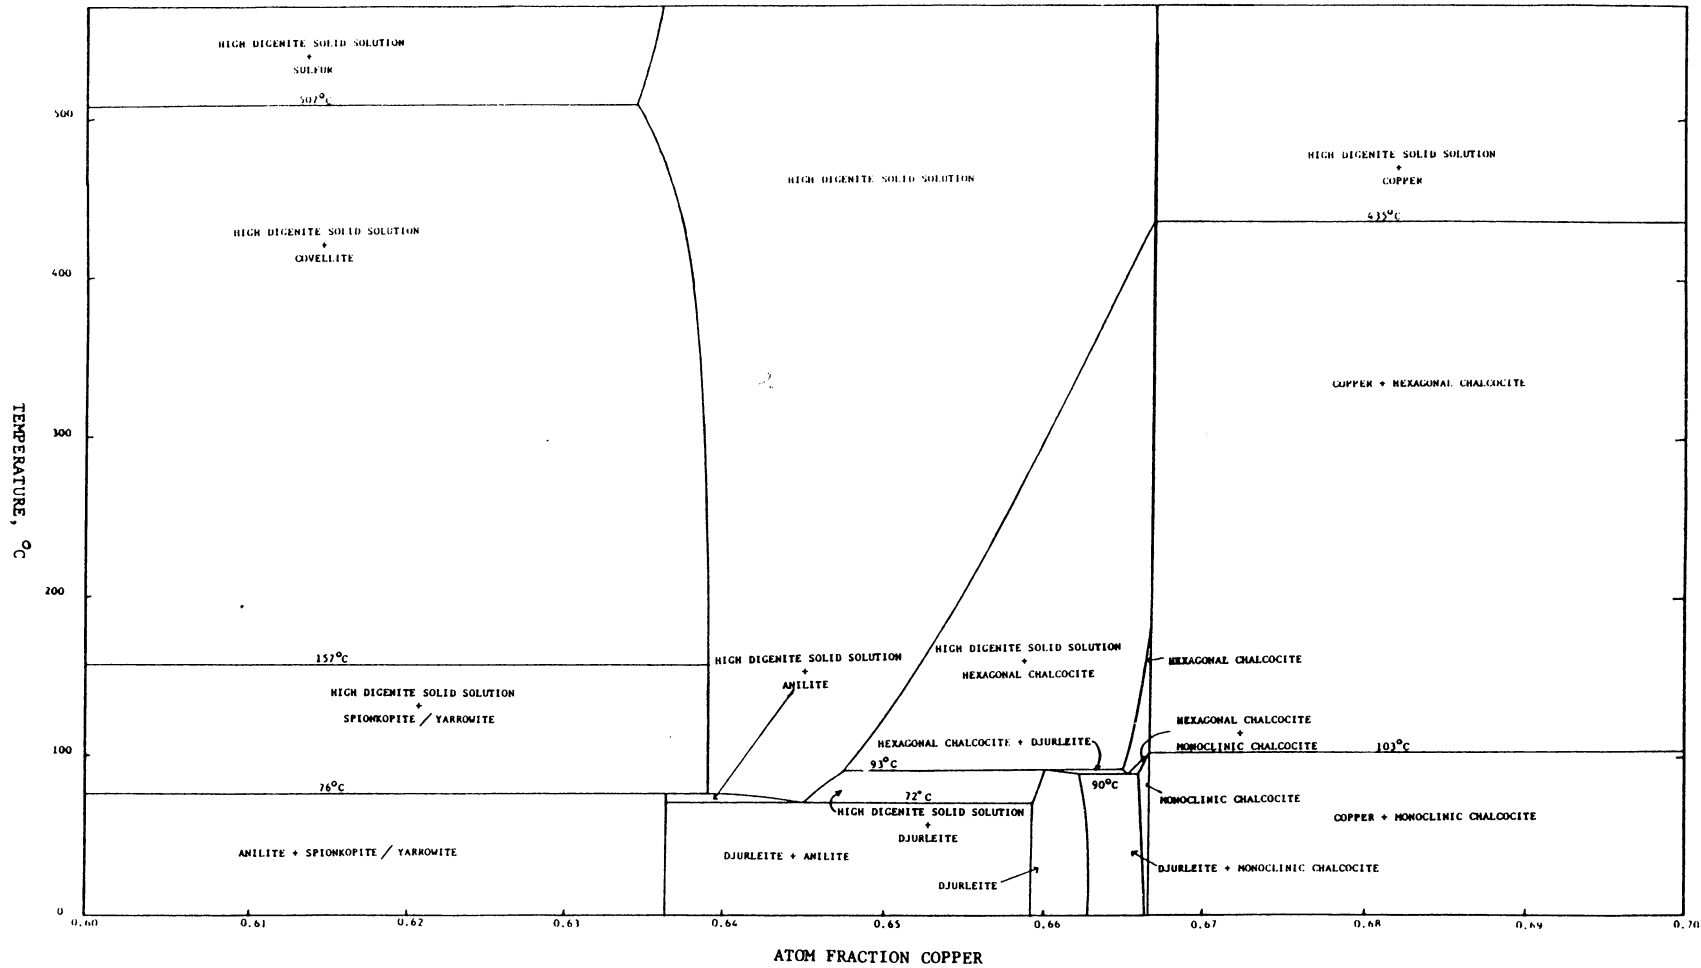 HIGH DIGENITE SOLID SOLUTION
+
SULFUR
507°C
500
HIGH DIGENITE SOLID SOLUTION
+
COPPER
HIGH DIGENITE SOLID SOLUTION
435°C
HIGH DIGENITE SOLID SOLUTION
+
COVELLITE
400
COPPER + HEXAGONAL CHALCOCITE
300
TEMPERATURE, °C
200
157°C
HIGH DIGENITE SOLID SOLUTION
+
ANILITE
HIGH DIGENITE SOLID SOLUTION
+
HEXAGONAL CHALCOCITE
HEXAGONAL CHALCOCITE
HIGH DIGENITE SOLID SOLUTION
+
SPIONKOPITE / YARROWITE
HEXAGONAL CHALCOCITE
+
MONOCLINIC CHALCOCITE
103°C
HEXAGONAL CHALCOCITE + DJURLEITE
100
93°C
76°C
90°C
72°C
MONOCLINIC CHALCOCITE
HIGH DIGENITE SOLID SOLUTION
+
DJURLEITE
COPPER + MONOCLINIC CHALCOCITE
ANILITE + SPIONKOPITE / YARROWITE
DJURLEITE + ANILITE
DJURLEITE + MONOCLINIC CHALCOCITE
DJURLEITE
0
0.60 0.61 0.62 0.63 0.64 0.65 0.66 0.67 0.68 0.69 0.70
ATOM FRACTION COPPER